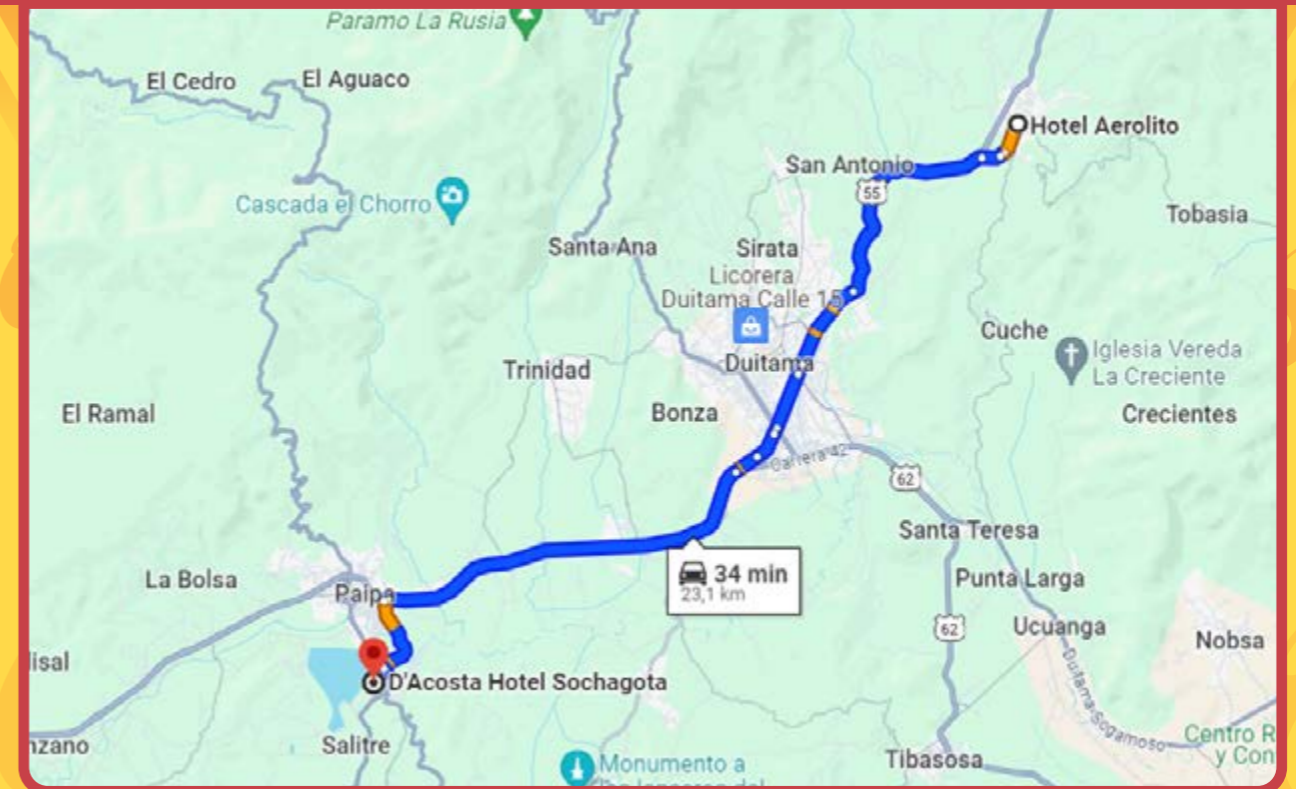 Paramo La Rusia
El Cedro
El Aguaco
Hotel Aerolito
San Antonio
55
Cascada el Chorro
Tobasia
Santa Ana
Sirata
Licorera
Duitama Calle 15
Cuche
Iglesia Vereda
La Creciente
Trinidad
Duitama
El Ramal
Bonza
Crecientes
Carrera 42
62
Santa Teresa
34 min
23,1 km
La Bolsa
Paipa
Punta Larga
62
Ucuanga
Nobsa
lisal
D'Acosta Hotel Sochagota
Duitama-Sogamoso
nzano
Salitre
Centro R
y Con
Tibasosa
Monumento a